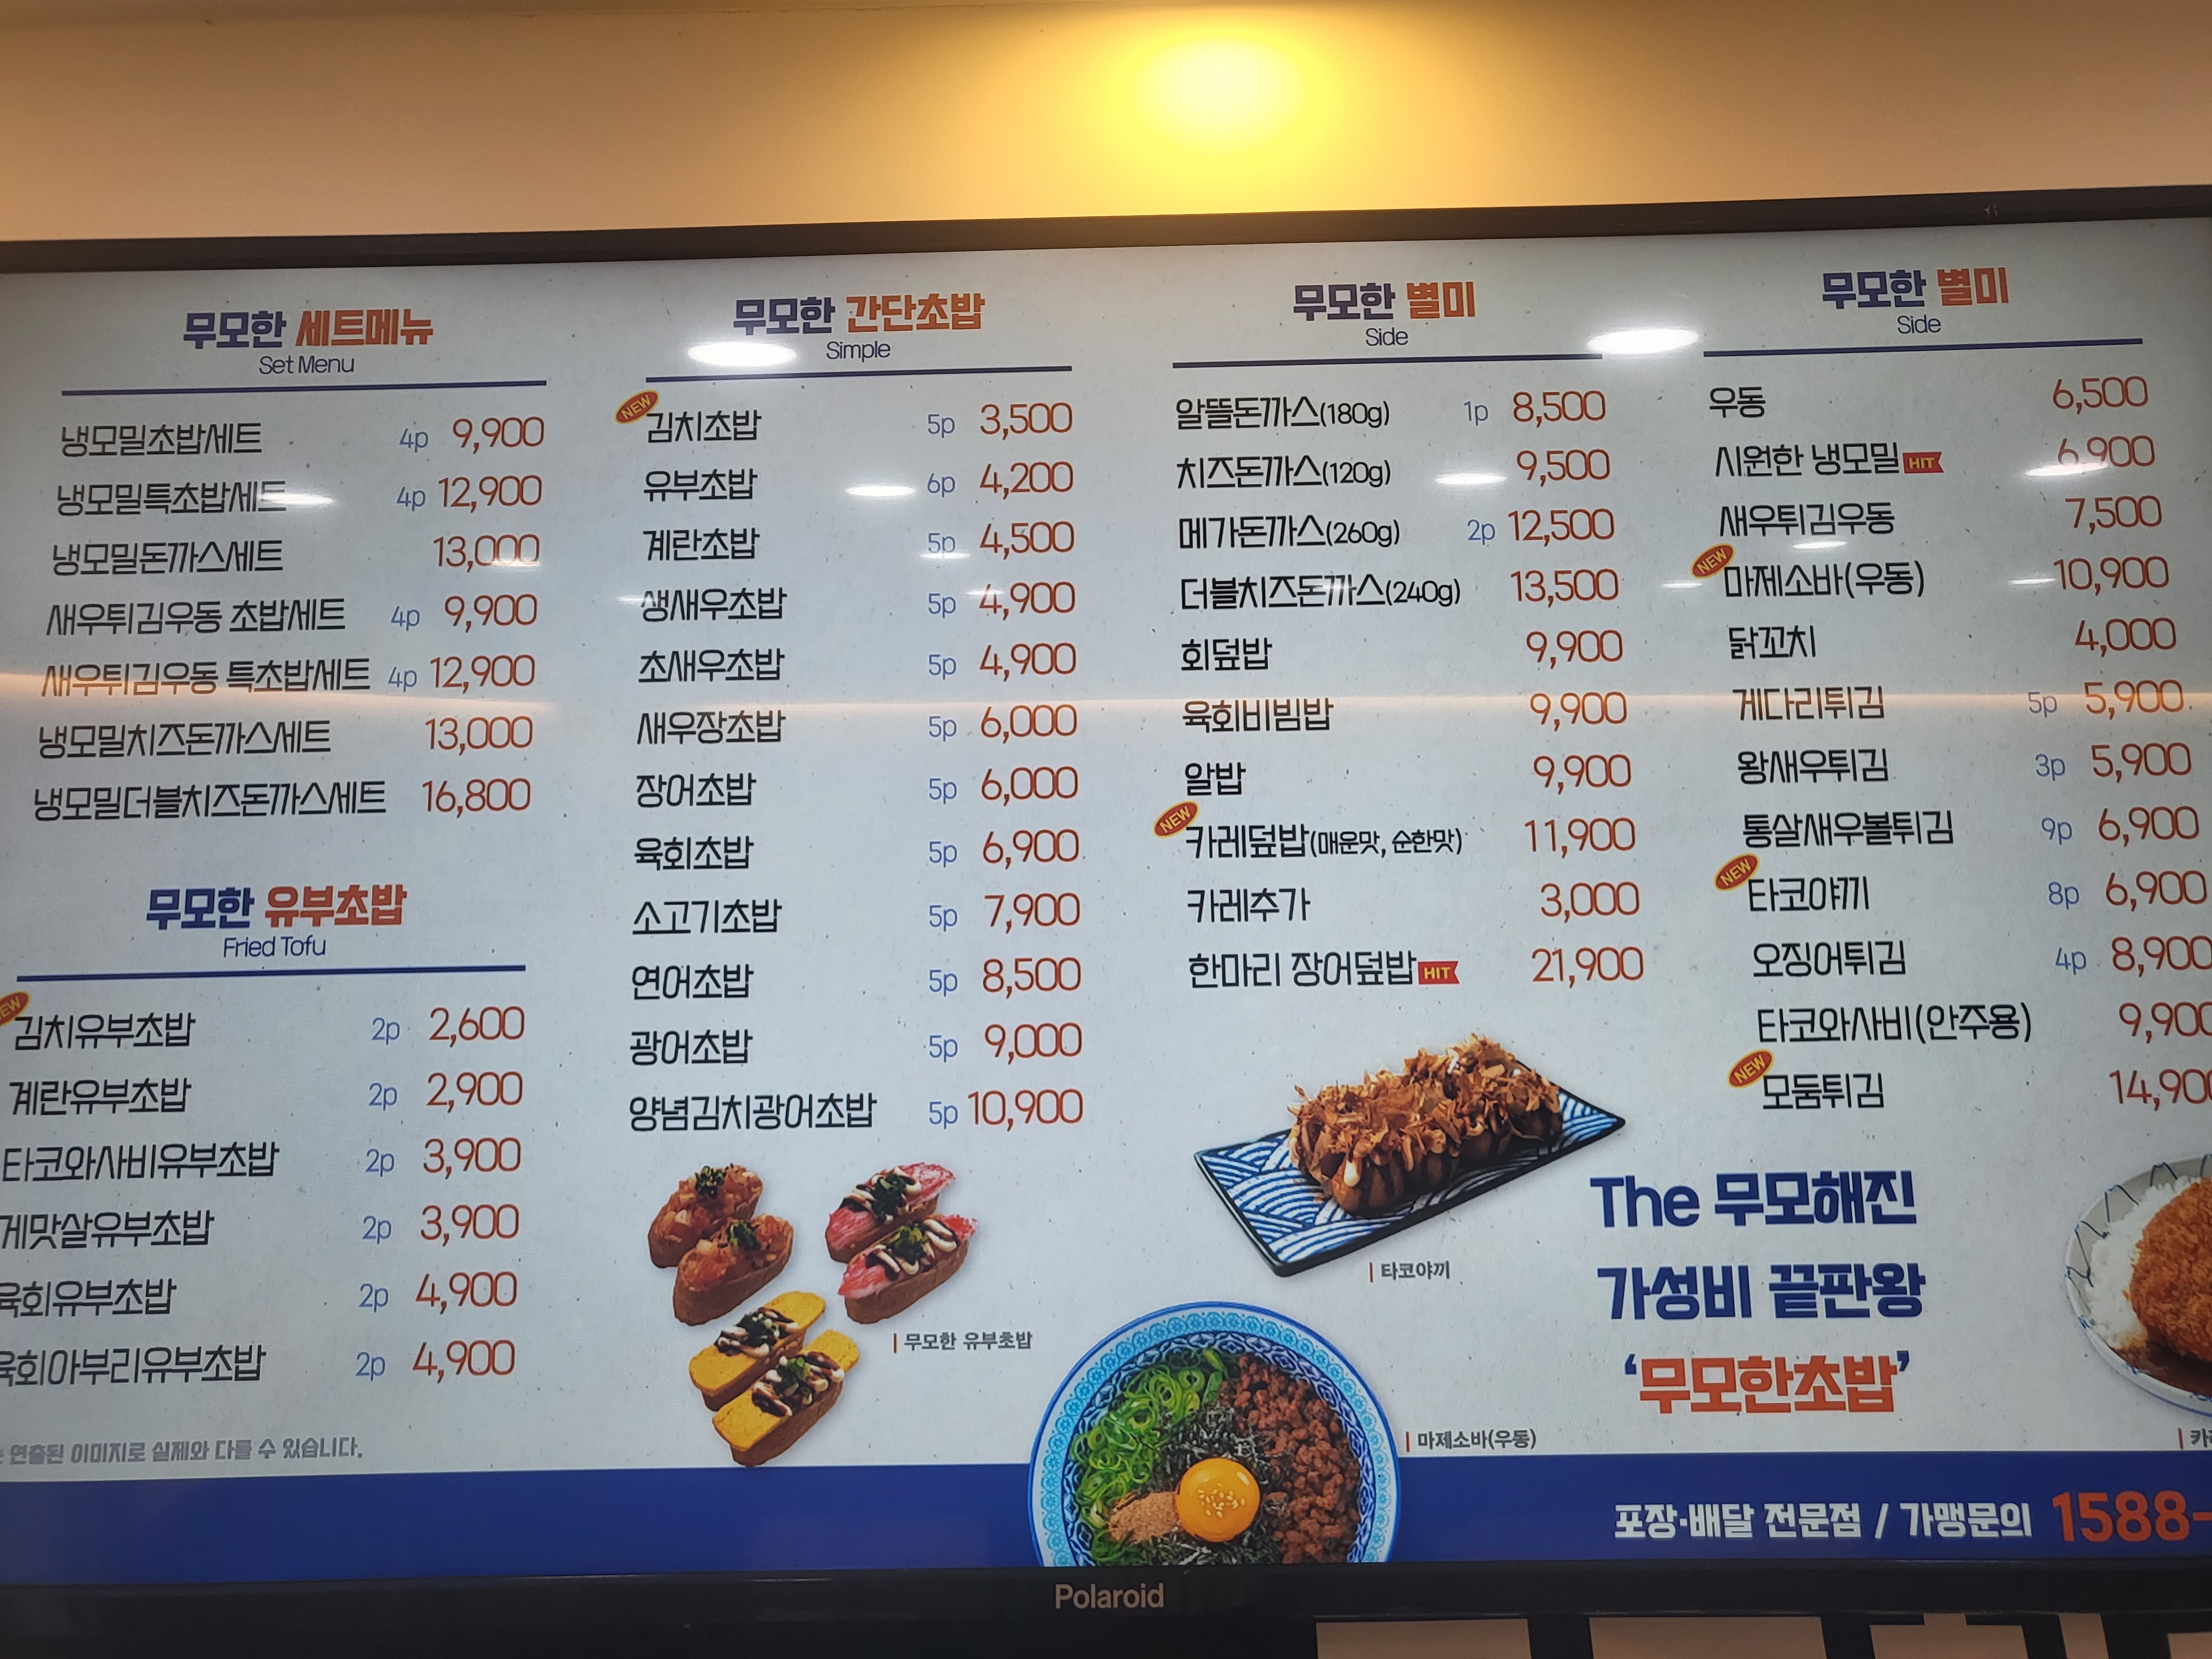 무모한 세트메뉴
Set Menu
냉모밀초밥세트 4p 9,900
냉모밀특초밥세트 4p 12,900
냉모밀돈까스세트 13,000
새우튀김우동 초밥세트 4p 9,900
새우튀김우동 특초밥세트 4p 12,900
냉모밀치즈돈까스세트 13,000
냉모밀더블치즈돈까스세트 16,800
무모한 유부초밥
Fried Tofu
NEW
김치유부초밥 2p 2,600
계란유부초밥 2p 2,900
타코와사비유부초밥 2p 3,900
게맛살유부초밥 2p 3,900
육회유부초밥 2p 4,900
육회아부리유부초밥 2p 4,900
연출된 이미지로 실제와 다를 수 있습니다.
무모한 간단초밥
Simple
NEW
김치초밥 5p 3,500
유부초밥 6p 4,200
계란초밥 5p 4,500
생새우초밥 5p 4,900
초새우초밥 5p 4,900
새우장초밥 5p 6,000
장어초밥 5p 6,000
육회초밥 5p 6,900
소고기초밥 5p 7,900
연어초밥 5p 8,500
광어초밥 5p 9,000
양념김치광어초밥 5p 10,900
무모한 유부초밥
무모한 별미
Side
알뜰돈까스(180g) 1p 8,500
치즈돈까스(120g) 9,500
메가돈까스(260g) 2p 12,500
더블치즈돈까스(240g) 13,500
회덮밥 9,900
육회비빔밥 9,900
알밥 9,900
NEW
카레덮밥(매운맛, 순한맛) 11,900
카레추가 3,000
한마리 장어덮밥 HIT 21,900
타코야끼
마제소바(우동)
무모한 별미
Side
우동 6,500
시원한 냉모밀 HIT 6,900
새우튀김우동 7,500
NEW
마제소바(우동) 10,900
닭꼬치 4,000
게다리튀김 5p 5,900
왕새우튀김 3p 5,900
통살새우볼튀김 9p 6,900
NEW
타코야끼 8p 6,900
오징어튀김 4p 8,900
타코와사비(안주용) 9,900
NEW
모둠튀김 14,900
The 무모해진
가성비 끝판왕
‘무모한초밥’
포장·배달 전문점 / 가맹문의 1588-
Polaroid